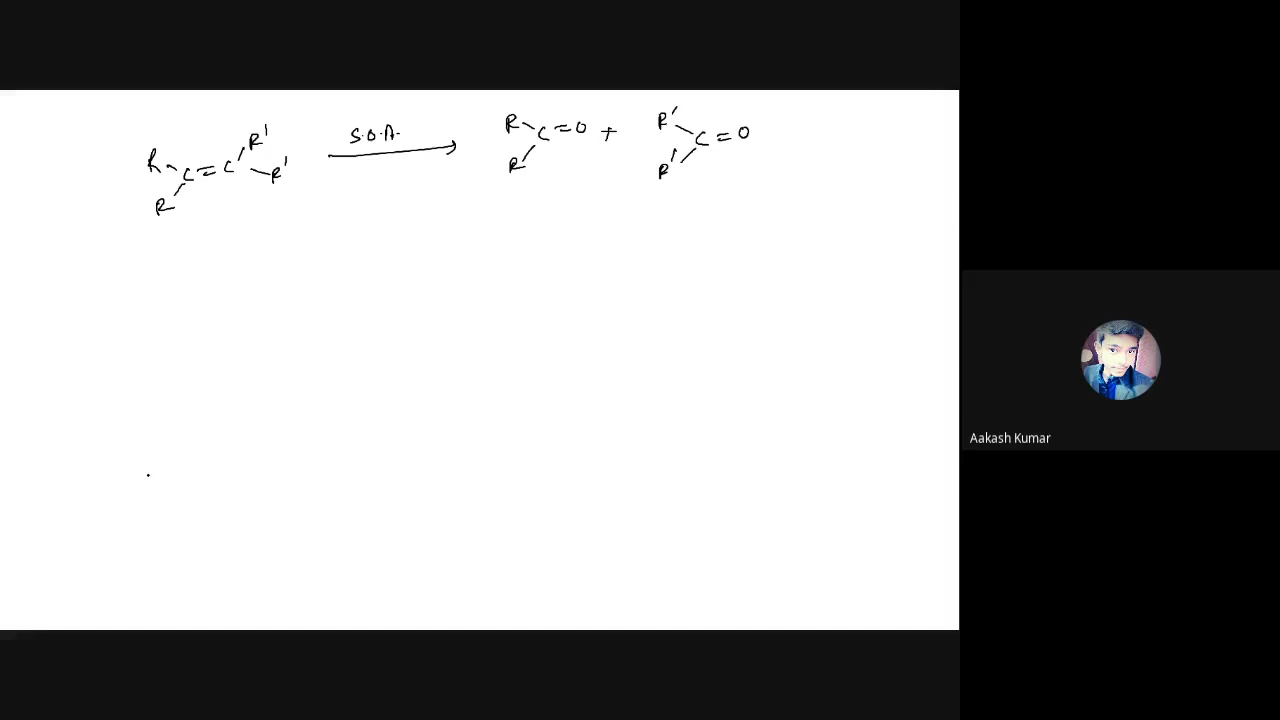 S.O.A.
R R' R R'
C=C C=O + C=O
R R' R R'
Aakash Kumar